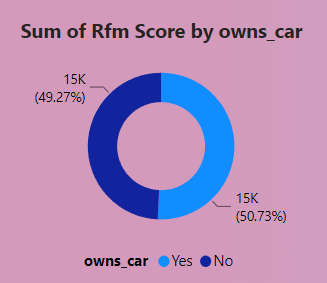 Sum of Rfm Score by owns_car
15K
(49.27%)
15K
(50.73%)
owns_car Yes No